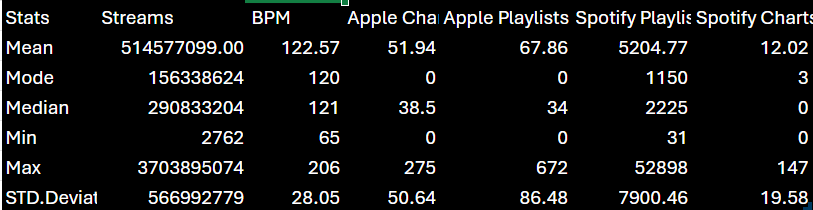 Stats Streams BPM Apple Cha Apple Playlists Spotify Playlis Spotify Charts
Mean 514577099.00 122.57 51.94 67.86 5204.77 12.02
Mode 156338624 120 0 0 1150 3
Median 290833204 121 38.5 34 2225 0
Min 2762 65 0 0 31 0
Max 3703895074 206 275 672 52898 147
STD.Deviat 566992779 28.05 50.64 86.48 7900.46 19.58